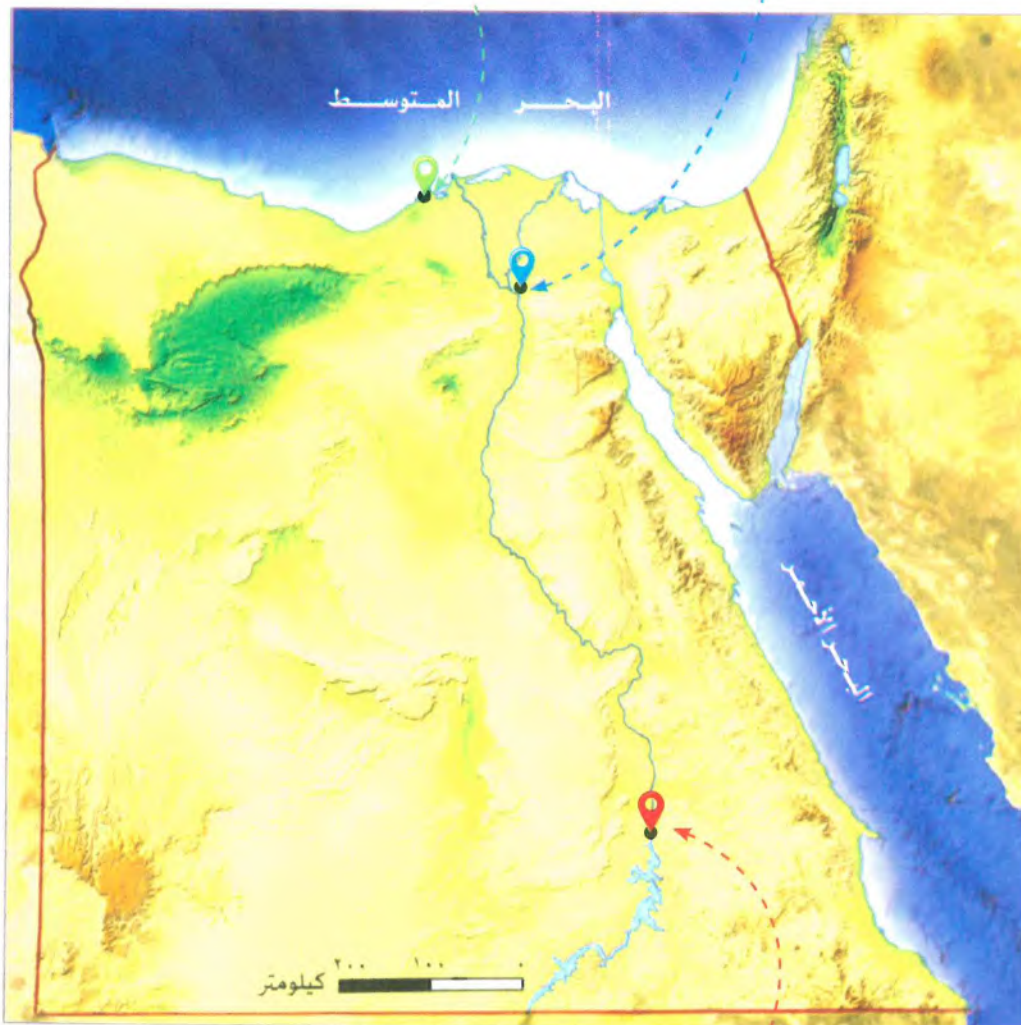 البحر المتوسط
البحر الأحمر
٢٠٠ ١٠٠ ٠
كيلومتر